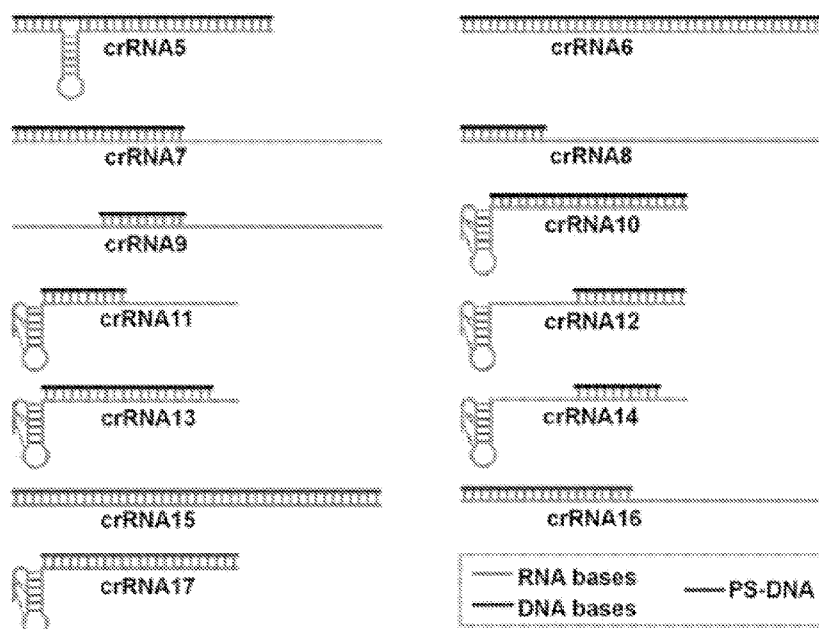 crRNA5
crRNA6
crRNA7
crRNA8
crRNA9
crRNA10
crRNA11
crRNA12
crRNA13
crRNA14
crRNA15
crRNA16
crRNA17
RNA bases
DNA bases
PS-DNA